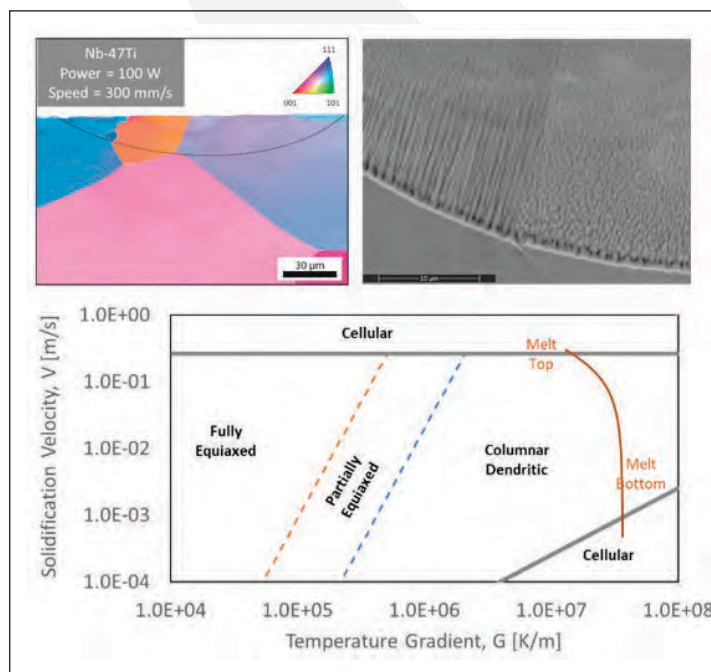 Nb-47Ti
Power = 100 W
Speed = 300 mm/s
111
001
101
30 µm
10 µm
1.0E+00
1.0E-01
1.0E-02
1.0E-03
1.0E-04
Solidification Velocity, V [m/s]
Cellular
Melt
Top
Fully
Equiaxed
Partially
Equiaxed
Columnar
Dendritic
Melt
Bottom
Cellular
1.0E+04
1.0E+05
1.0E+06
1.0E+07
1.0E+08
Temperature Gradient, G [K/m]